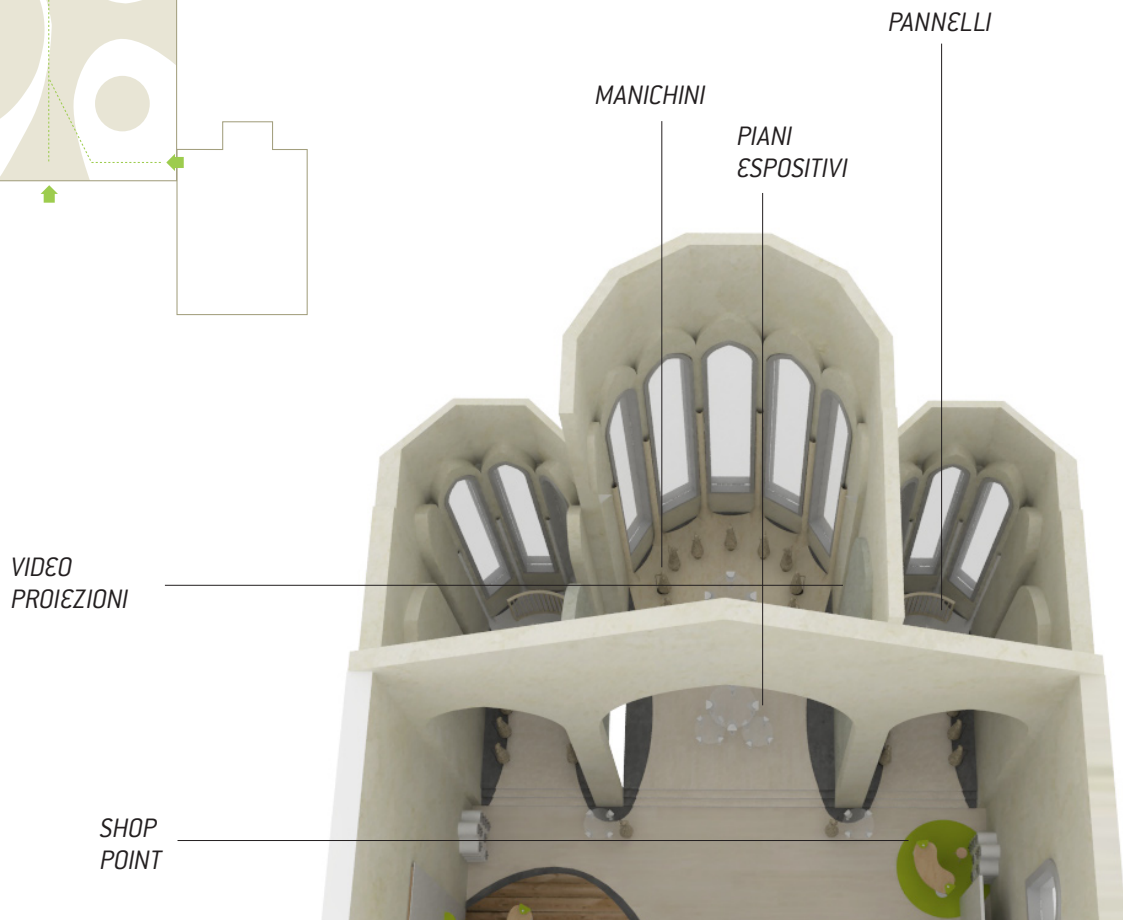 PANNELLI
MANICHINI
PIANI
ESPOSITIVI
VIDEO
PROIEZIONI
SHOP
POINT